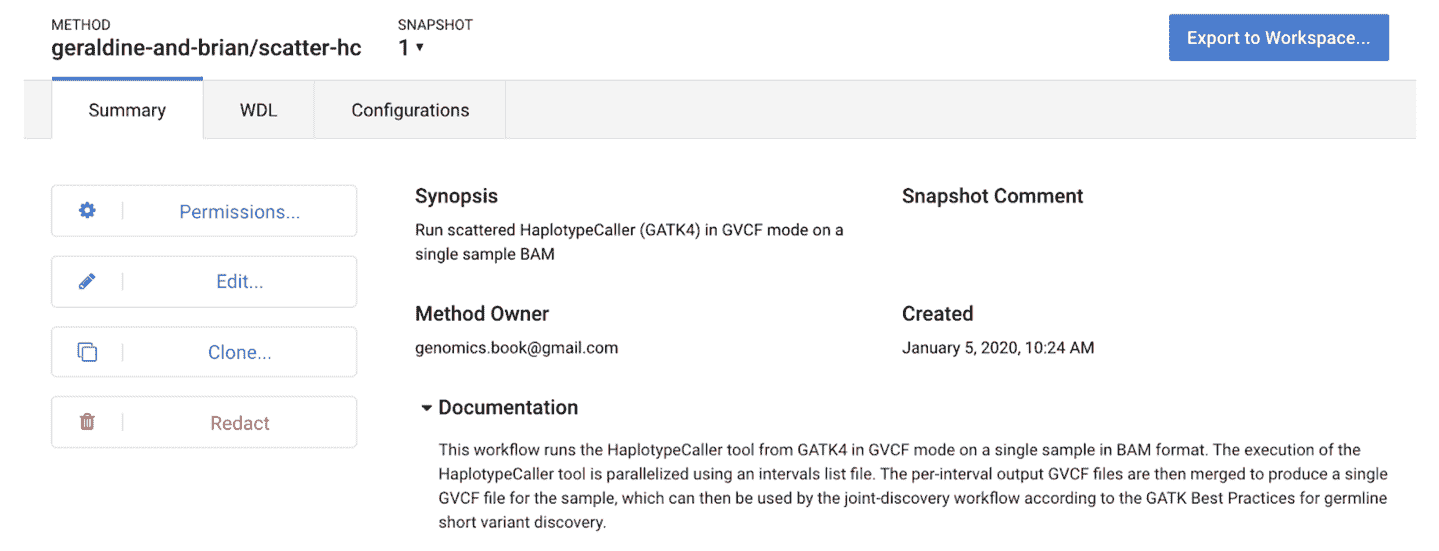 METHOD
geraldine-and-brian/scatter-hc
SNAPSHOT
1
Export to Workspace...
Summary
WDL
Configurations
Permissions...
Edit...
Clone...
Redact
Synopsis
Run scattered HaplotypeCaller (GATK4) in GVCF mode on a
single sample BAM
Snapshot Comment
Method Owner
genomics.book@gmail.com
Created
January 5, 2020, 10:24 AM
Documentation
This workflow runs the HaplotypeCaller tool from GATK4 in GVCF mode on a single sample in BAM format. The execution of the
HaplotypeCaller tool is parallelized using an intervals list file. The per-interval output GVCF files are then merged to produce a single
GVCF file for the sample, which can then be used by the joint-discovery workflow according to the GATK Best Practices for germline
short variant discovery.